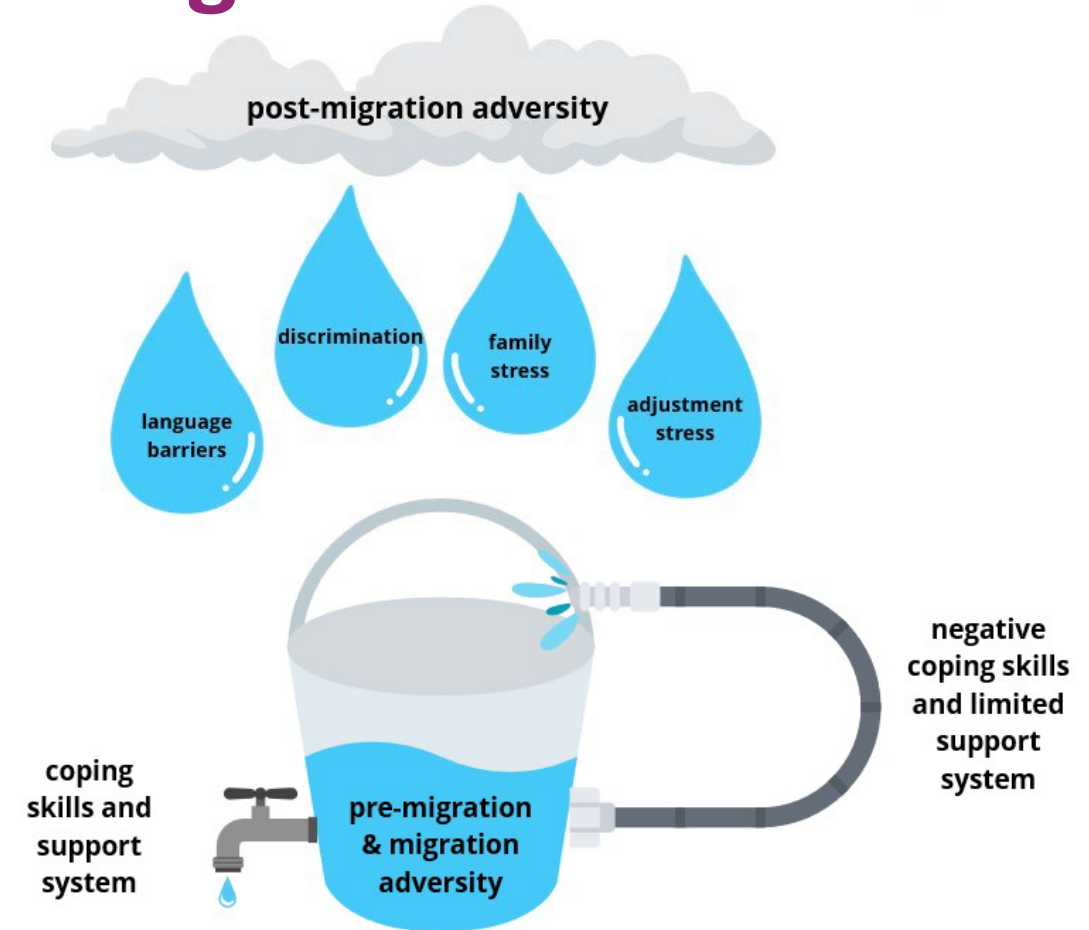 post-migration adversity
discrimination
family
stress
adjustment
stress
language
barriers
negative
coping skills
and limited
support
system
coping
skills and
support
system
pre-migration
& migration
adversity